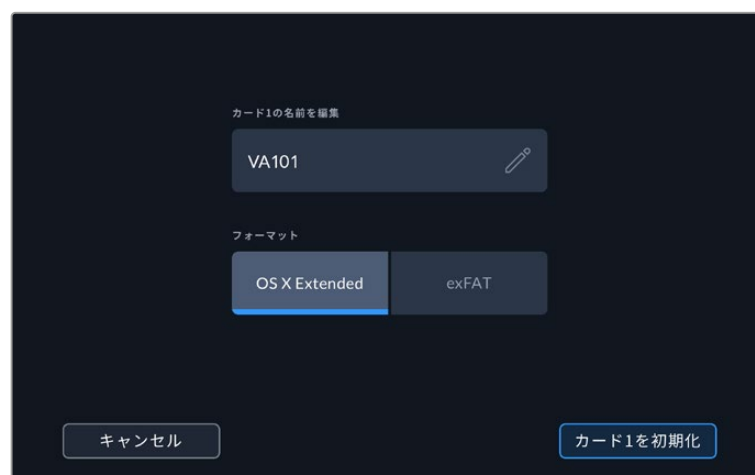 カード1の名前を編集
VA101
フォーマット
OS X Extended
exFAT
キャンセル
カード1を初期化